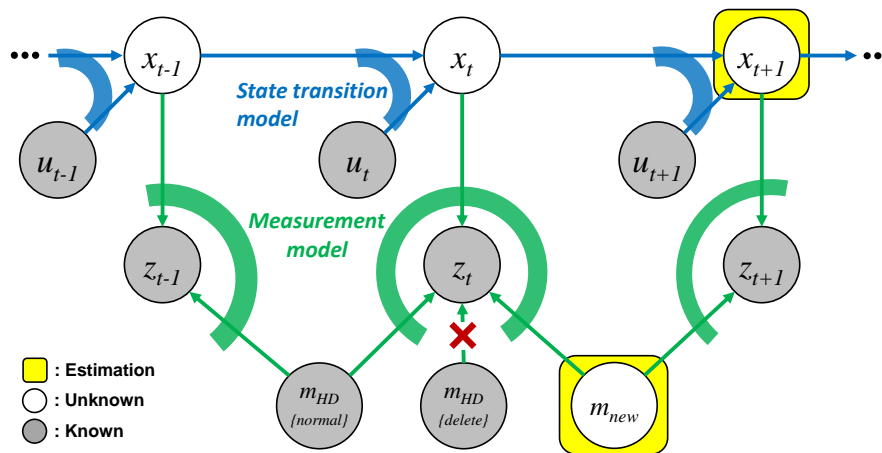 ••• x_{t-1} x_t x_{t+1} ••
State transition
model
u_{t-1} u_t u_{t+1}
Measurement
model
z_{t-1} z_t z_{t+1}
m_{HD}
{normal}
m_{HD}
{delete}
m_{new}
: Estimation
: Unknown
: Known